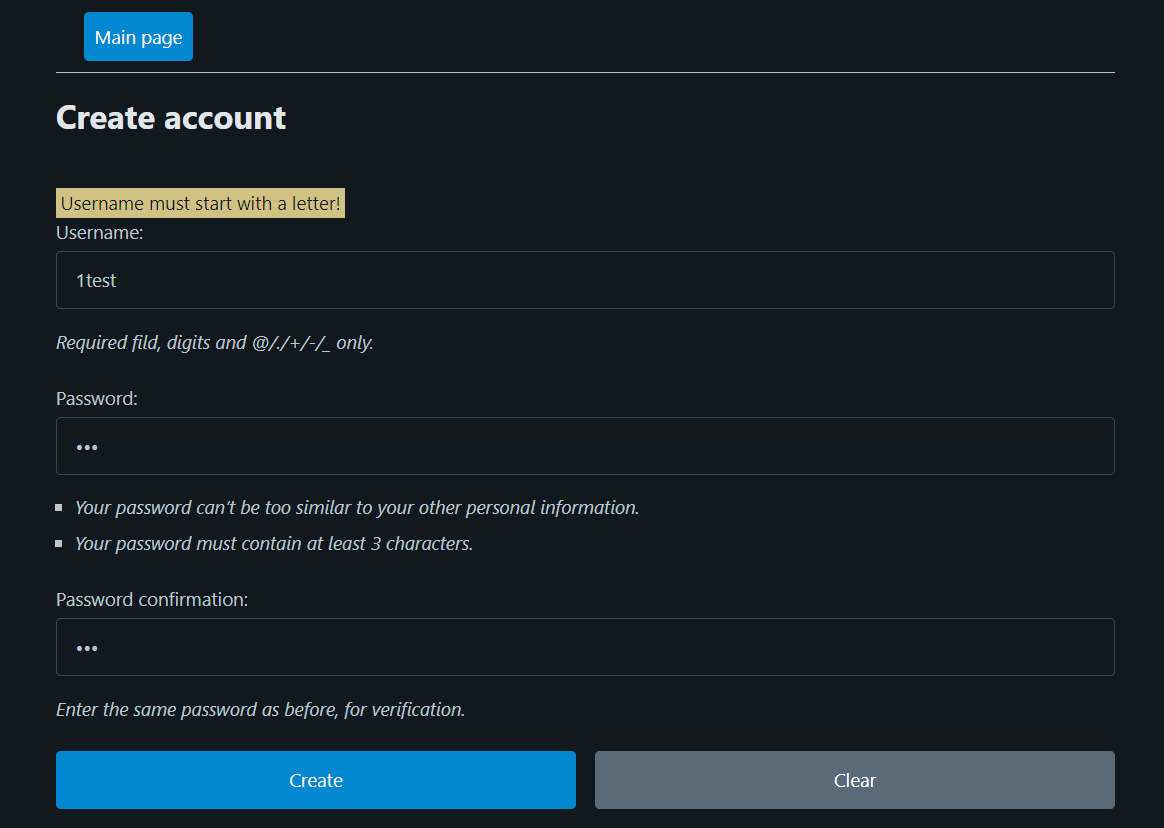 Main page
Create account
Username must start with a letter!
Username:
1test
Required fild, digits and @/./+/-/_ only.
Password:
•••
Your password can't be too similar to your other personal information.
Your password must contain at least 3 characters.
Password confirmation:
•••
Enter the same password as before, for verification.
Create
Clear